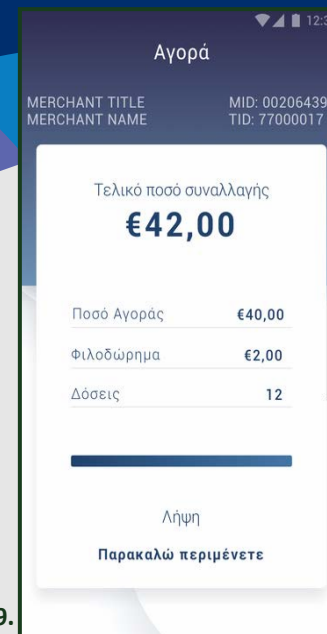 12:3
Αγορά
MERCHANT TITLE MID: 00206439
MERCHANT NAME TID: 77000017
Τελικό ποσό συναλλαγής
€42,00
Ποσό Αγοράς €40,00
Φιλοδώρημα €2,00
Δόσεις 12
Λήψη
Παρακαλώ περιμένετε
9.